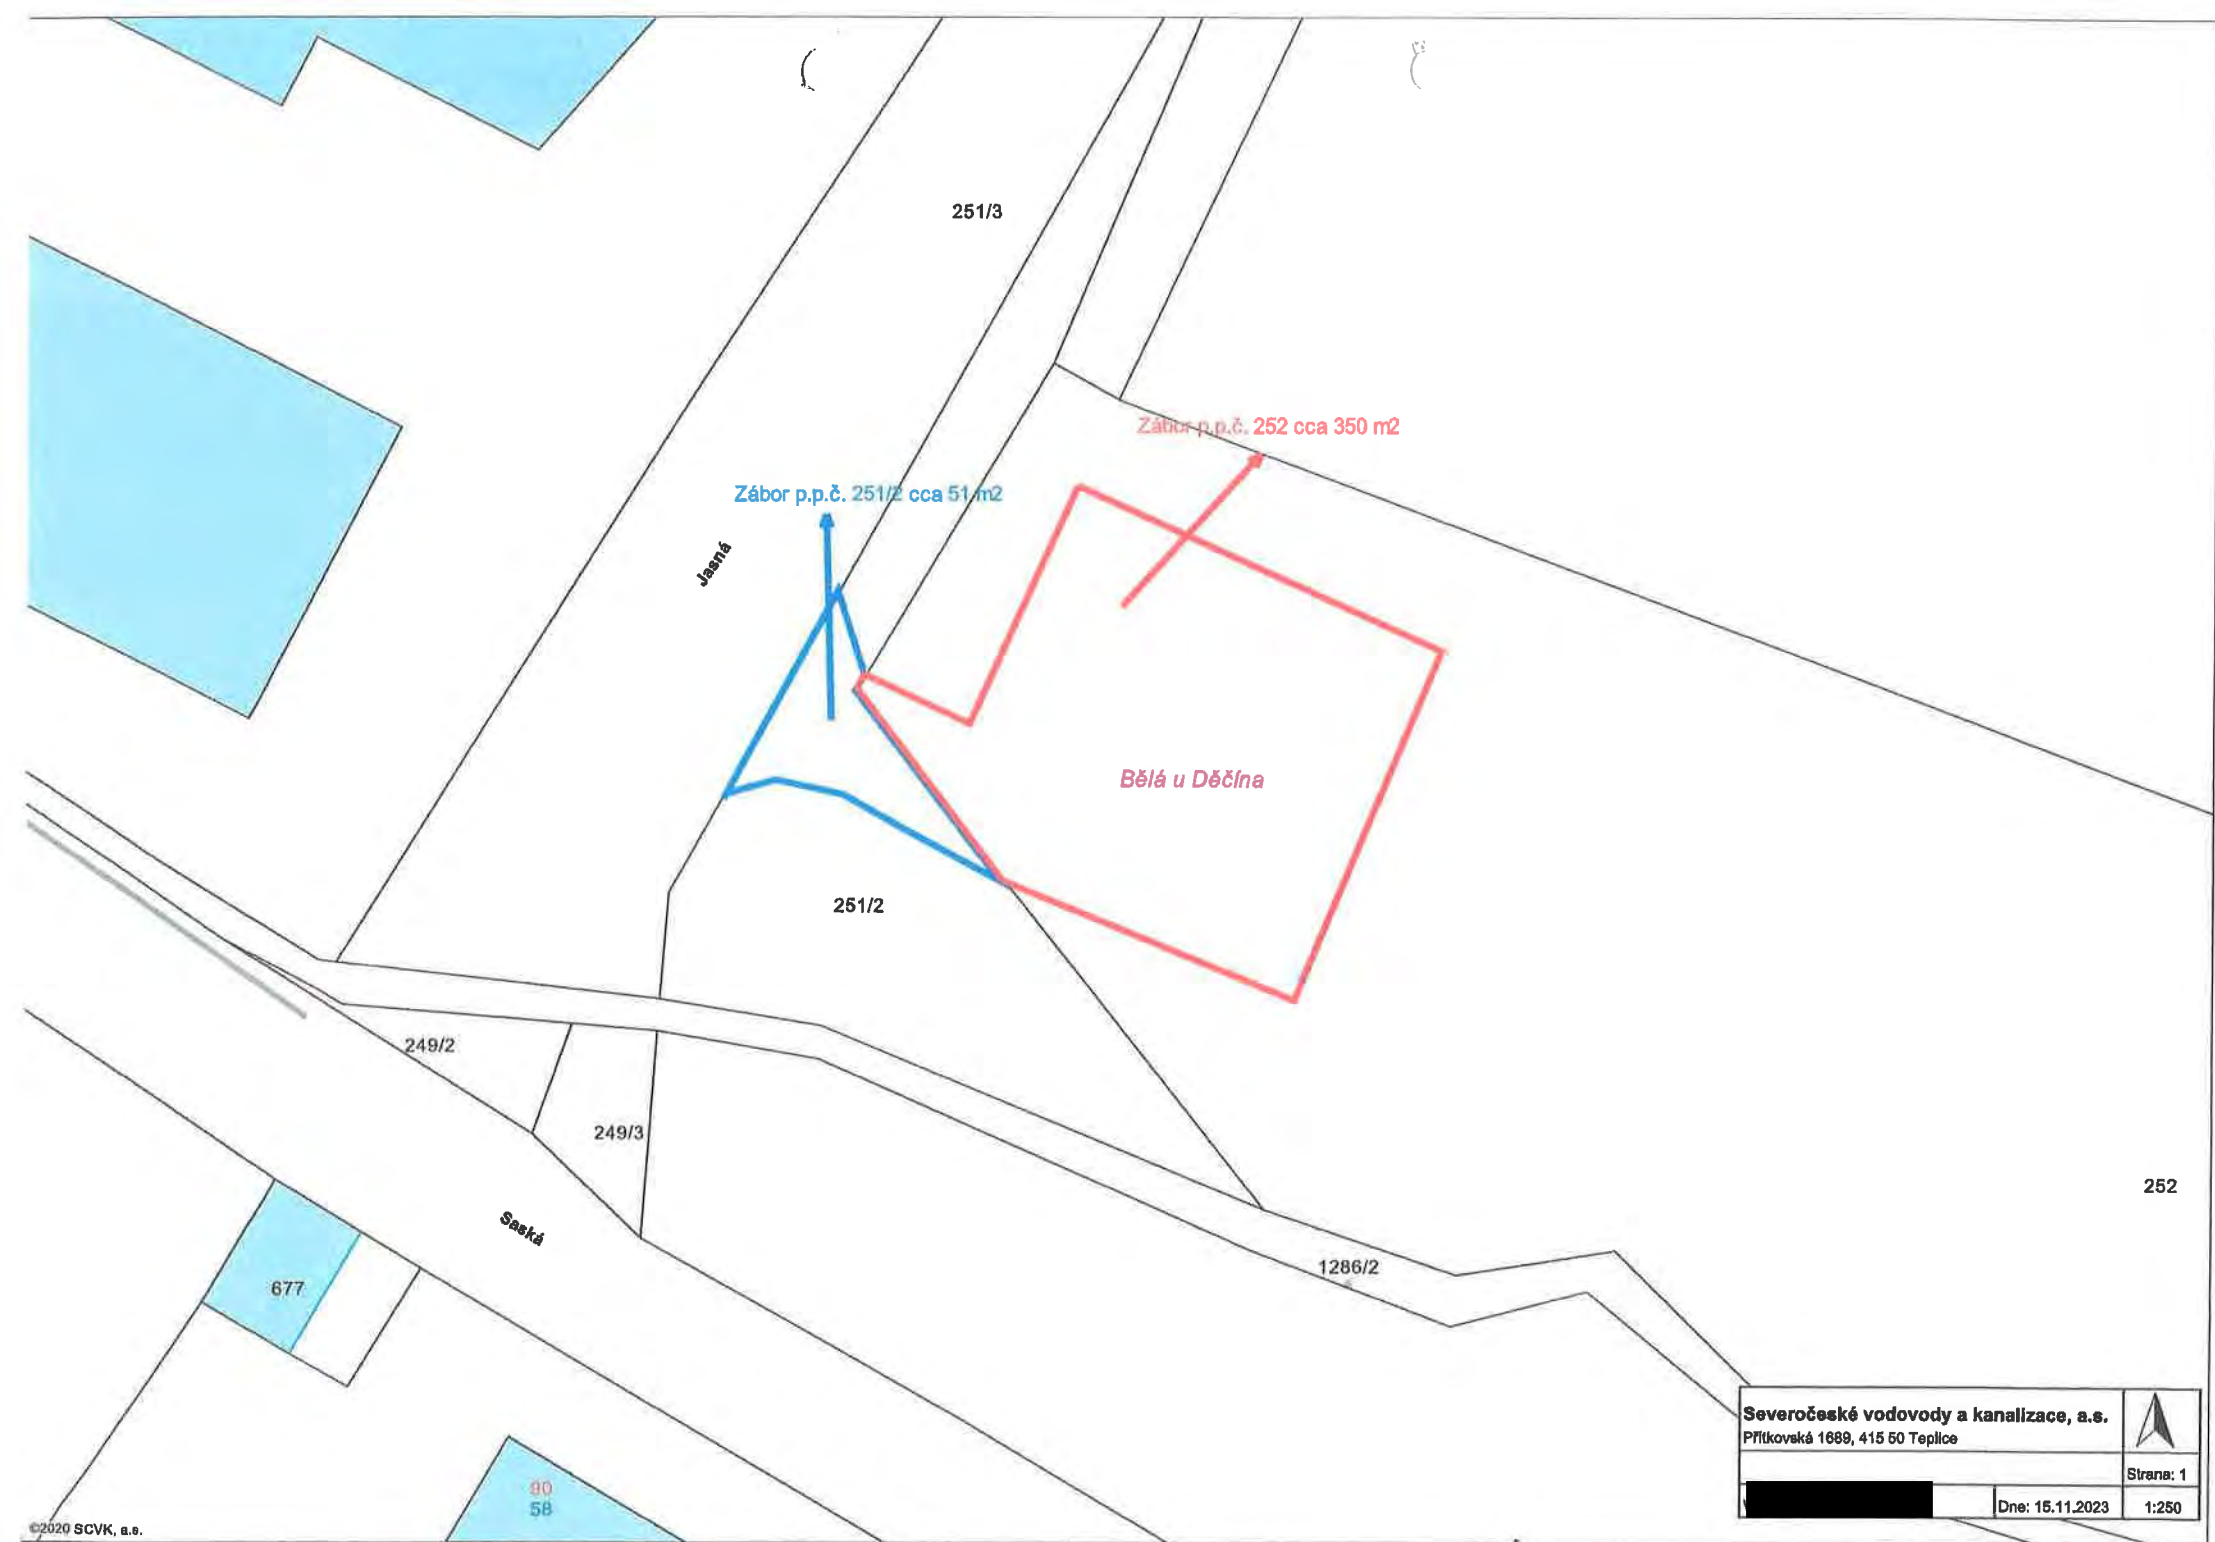 251/3
Zábor p.p.č. 252 cca 350 m2
Zábor p.p.č. 251/2 cca 51 m2
Jasná
Bělá u Děčína
251/2
249/2
249/3
252
Saská
1286/2
677
Severočeské vodovody a kanalizace, a.s.
Přítkovská 1689, 415 50 Teplice
Strana: 1
Dne: 15.11.2023
1:250
90
58
©2020 SCVK, a.s.